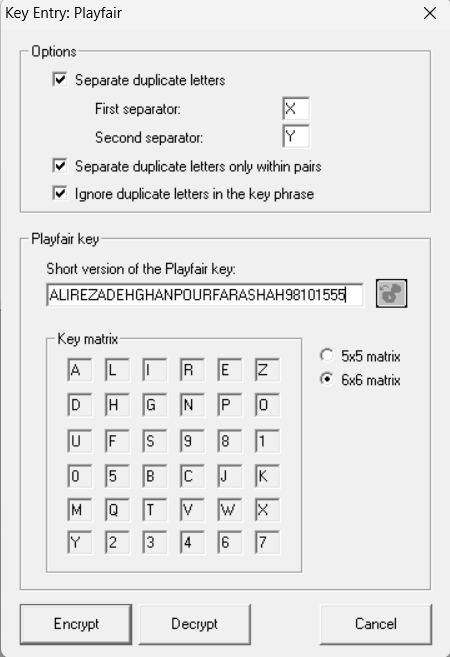 Key Entry: Playfair
Options
Separate duplicate letters
First separator: X
Second separator: Y
Separate duplicate letters only within pairs
Ignore duplicate letters in the key phrase
Playfair key
Short version of the Playfair key:
ALIREZADEHGHANPOURFARASHAH98101555
Key matrix
5x5 matrix
6x6 matrix
A L I R E Z
D H G N P O
U F S 9 8 1
0 5 B C J K
M Q T V W X
Y 2 3 4 6 7
Encrypt Decrypt Cancel